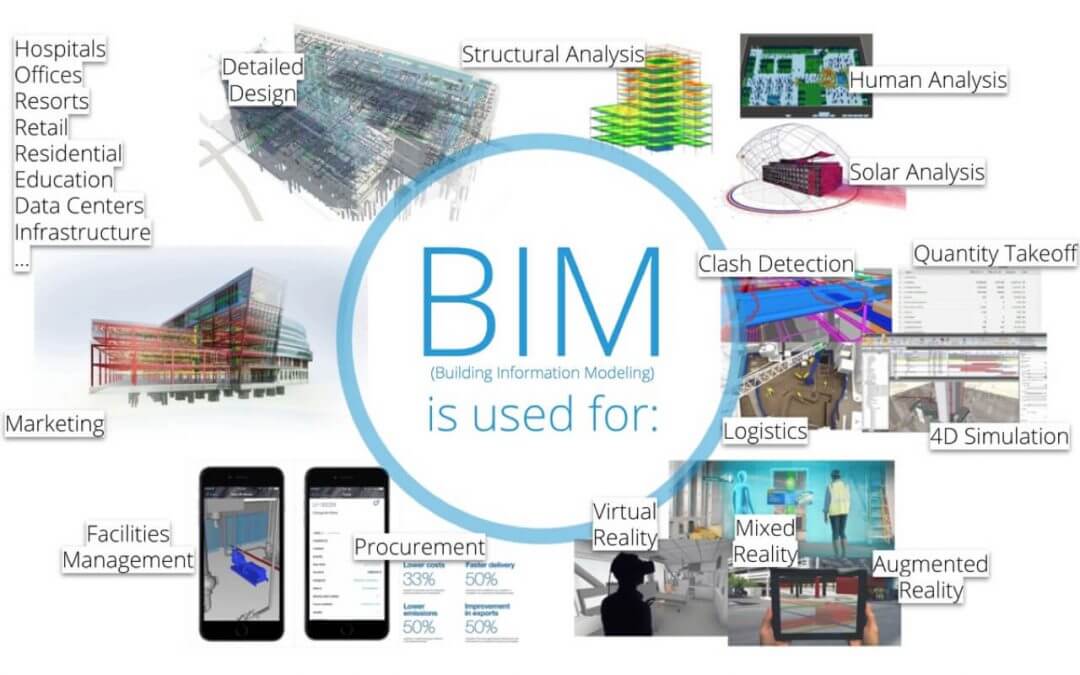 Hospitals
Offices
Resorts
Retail
Residential
Education
Data Centers
Infrastructure
...
Detailed
Design
Structural Analysis
Human Analysis
Solar Analysis
BIM
(Building Information Modeling)
is used for:
Clash Detection
Quantity Takeoff
Logistics
4D Simulation
Marketing
Facilities
Management
Procurement
Lower costs
33%
Faster delivery
50%
Lower
emissions
50%
Improvement
in exports
50%
Virtual
Reality
Mixed
Reality
Augmented
Reality